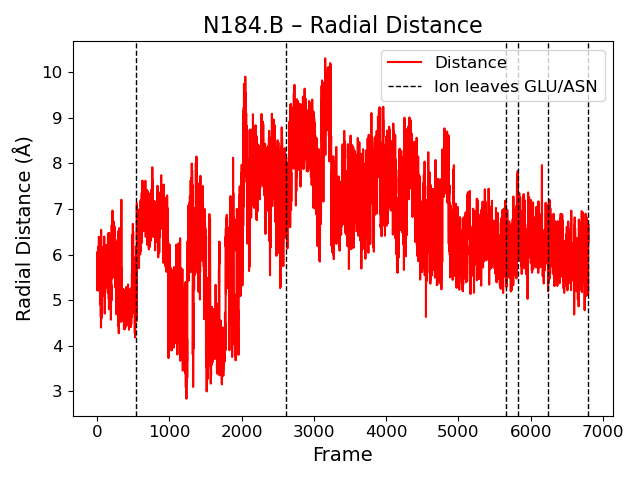 N184.B – Radial Distance
Distance
Ion leaves GLU/ASN
Radial Distance (Å)
10
9
8
7
6
5
4
3
0 1000 2000 3000 4000 5000 6000 7000
Frame